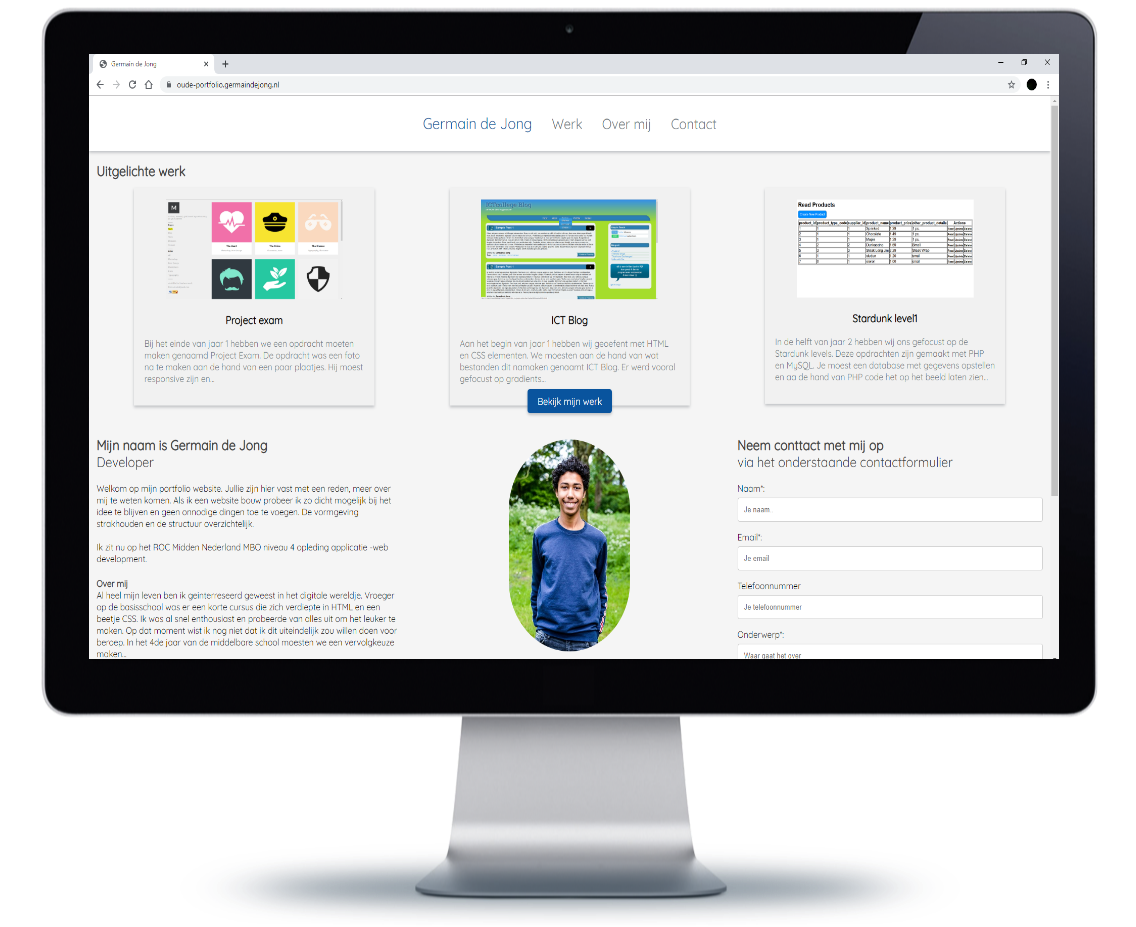 Germain de Jong
oude-portfolio.germaindejong.nl
Germain de Jong Werk Over mij Contact
Uitgelichte werk
M
Project exam
Bij het einde van jaar 1 hebben we een opdracht moeten
maken genaamd Project Exam. De opdracht was een foto
na te maken aan de hand van een paar plaatjes. Hij moest
responsive zijn en...
ICT Blog
Aan het begin van jaar 1 hebben wij geoefent met HTML
en CSS elementen. We moesten aan de hand van wat
bestanden dit namaken genaamt ICT Blog. Er werd vooral
gefocust op gradients...
Read Products
Stardunk level1
In de helft van jaar 2 hebben wij ons gefocust op de
Stardunk levels. Deze opdrachten zijn gemaakt met PHP
en MySQL. Je moest een database met gegevens opstellen
en aa de hand van PHP code het op het beeld laten zien...
Bekijk mijn werk
Mijn naam is Germain de Jong
Developer
Welkom op mijn portfolio website. Jullie zijn hier vast met een reden, meer over
mij te weten komen. Als ik een website bouw probeer ik zo dicht mogelijk bij het
idee te blijven en geen onnodige dingen toe te voegen. De vormgeving
strakhouden en de structuur overzichtelijk.
Ik zit nu op het ROC Midden Nederland MBO niveau 4 opleding applicatie -web
development.
Over mij
Al heel mijn leven ben ik geinterreseerd geweest in het digitale wereldje. Vroeger
op de basisschool was er een korte cursus die zich verdiepte in HTML en een
beetje CSS. Ik was al snel enthousiast en probeerde van alles uit om het leuker te
maken. Op dat moment wist ik nog niet dat ik dit uiteindelijk zou willen doen voor
beroep. In het 4de jaar van de middelbare school moesten we een vervolgkeuze
maken...
Neem conttact met mij op
via het onderstaande contactformulier
Naam*:
Je naam
Email*:
Je email
Telefoonnummer
Je telefoonnummer
Onderwerp*:
Waar gaat het over